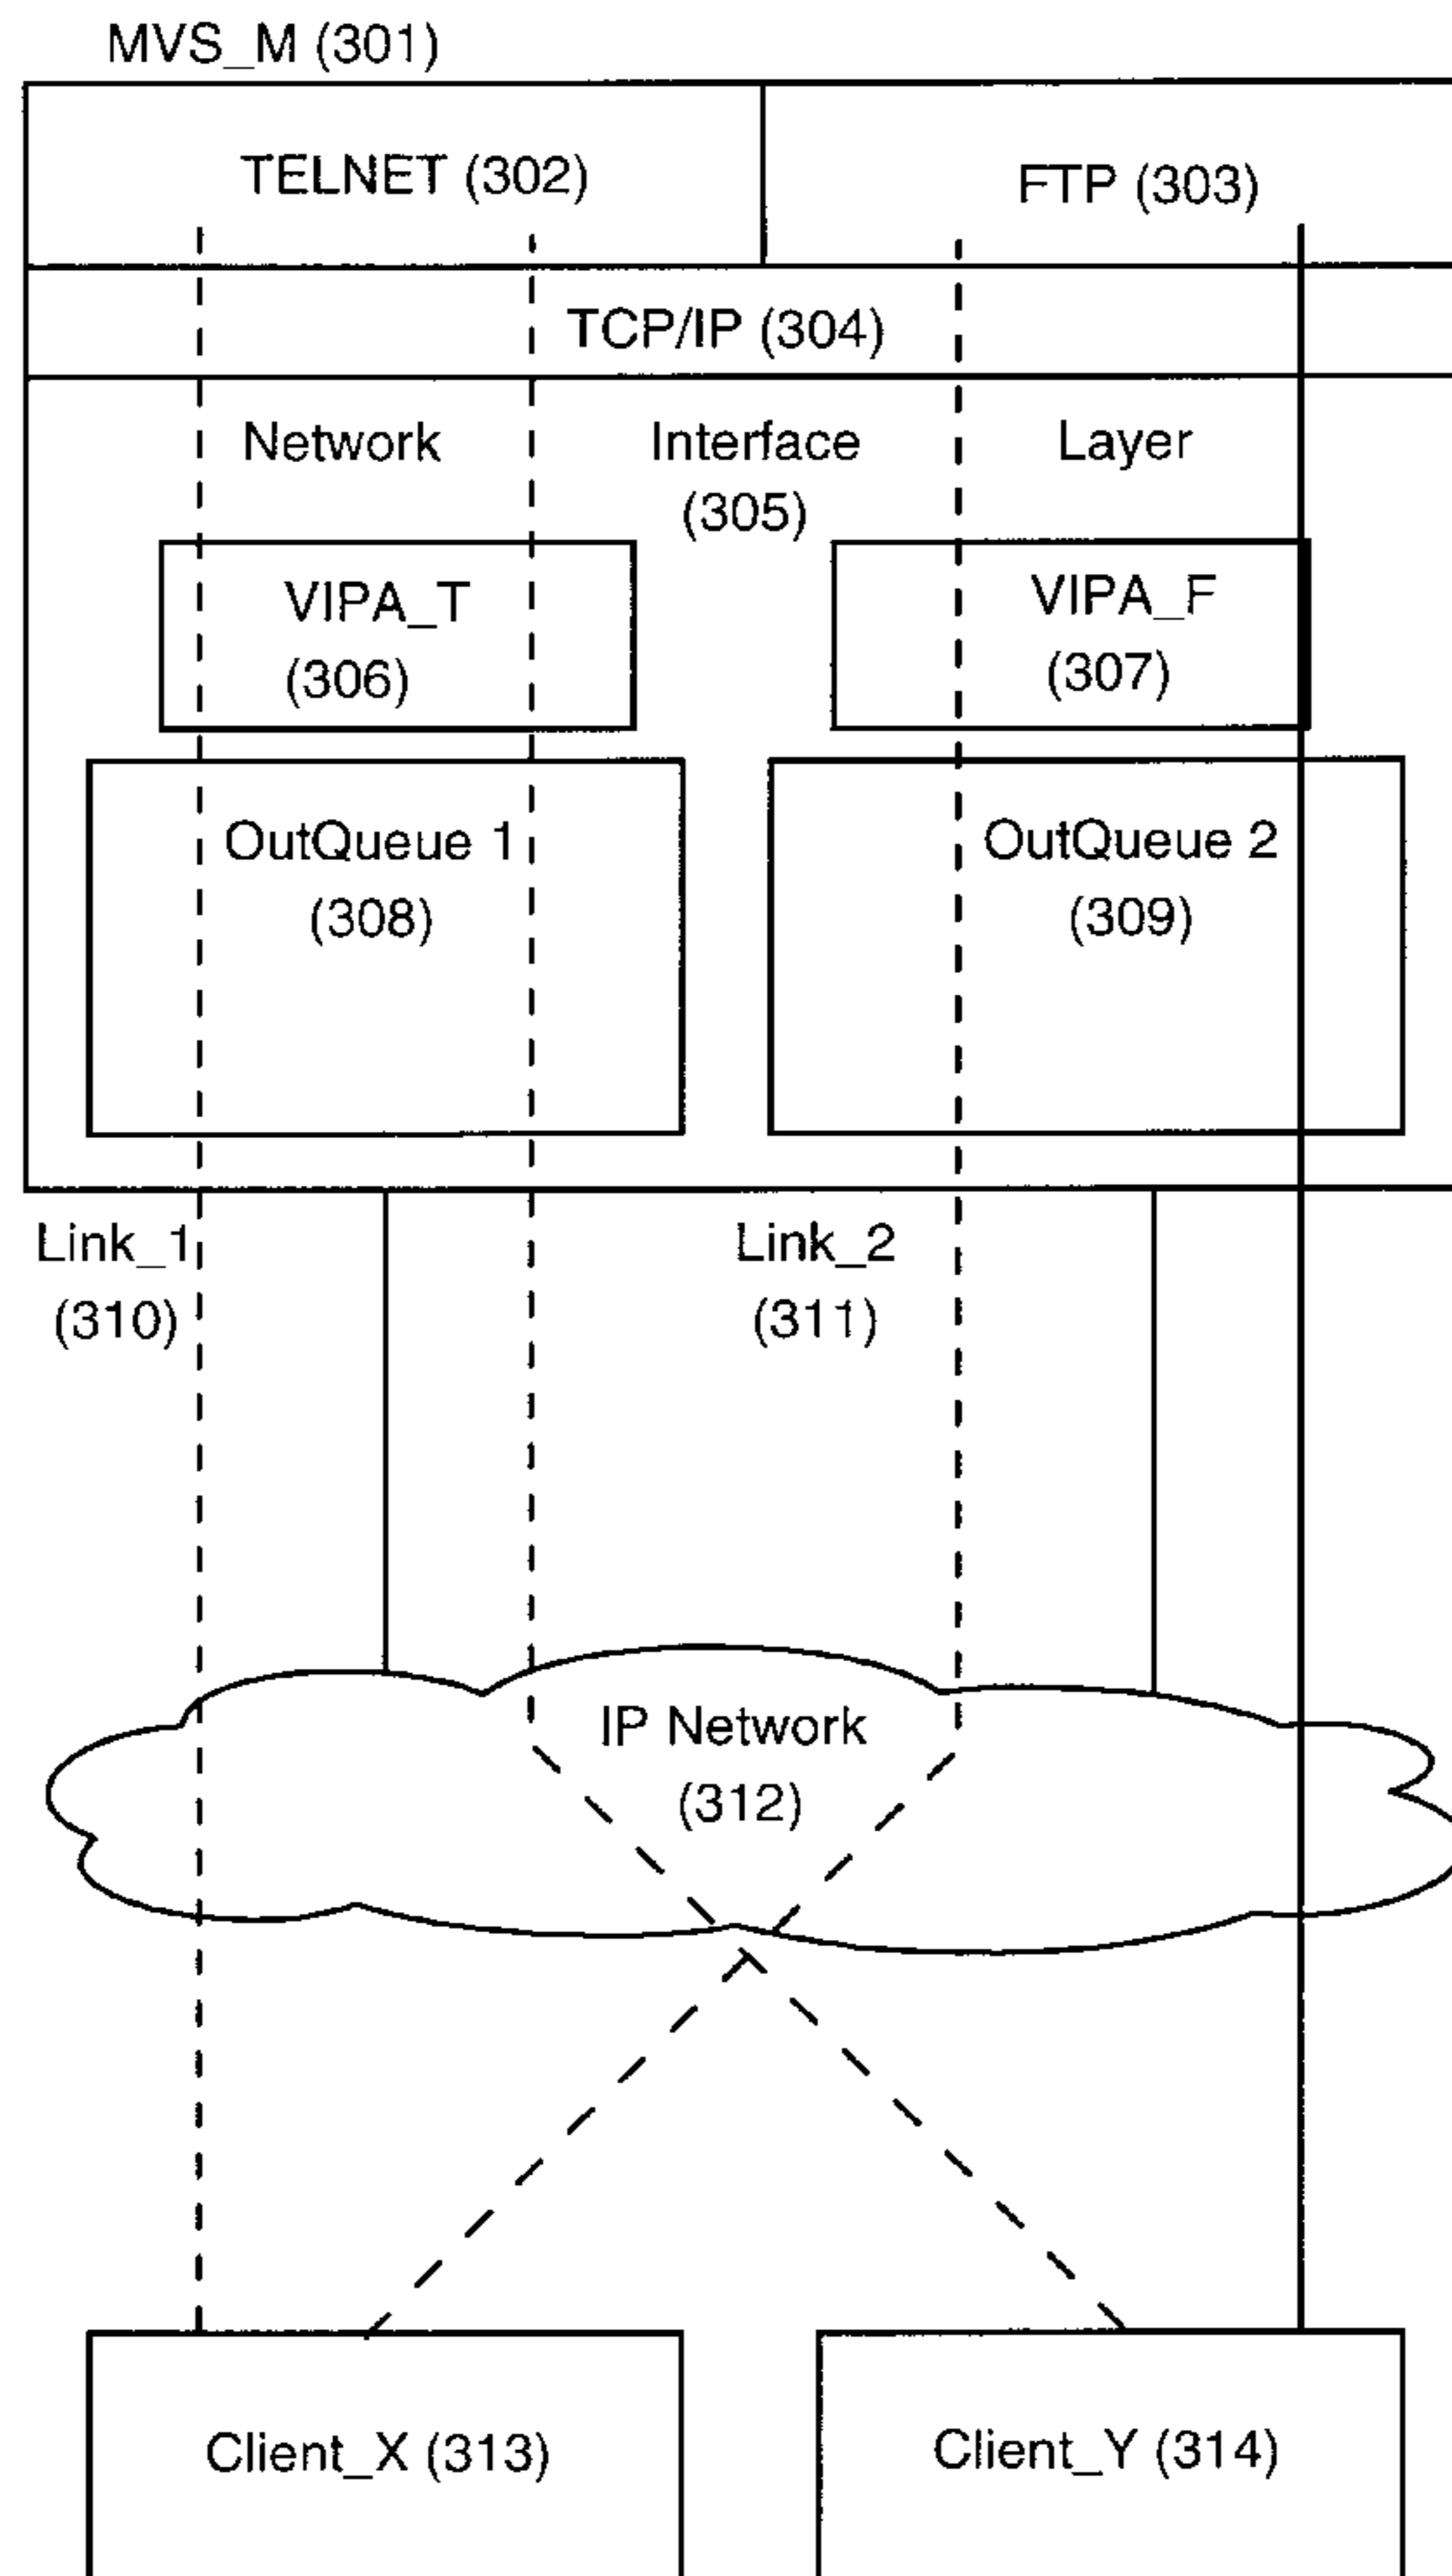 MVS_M (301)
TELNET (302)
FTP (303)
TCP/IP (304)
Network Interface Layer
(305)
VIPA_T
(306)
VIPA_F
(307)
OutQueue 1
(308)
OutQueue 2
(309)
Link_1
(310)
Link_2
(311)
IP Network
(312)
Client_X (313)
Client_Y (314)